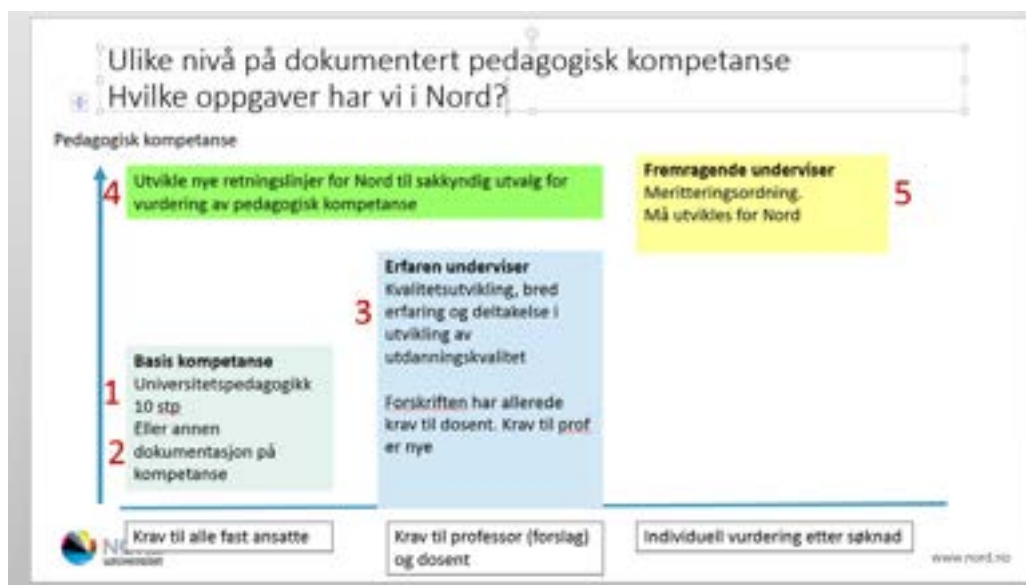 Ulike nivå på dokumentert pedagogisk kompetanse
Hvilke oppgaver har vi i Nord?
Pedagogisk kompetanse
4
Utvikle nye retningslinjer for Nord til sakkyndig utvalg for
vurdering av pedagogisk kompetanse
Fremragende underviser
Meritteringsordning.
Må utvikles for Nord
5
3
Erfaren underviser
Kvalitetsutvikling, bred
erfaring og deltakelse i
utvikling av
utdanningskvalitet
Forskriften har allerede
krav til dosent. Krav til prof
er nye
1
2
Basis kompetanse
Universitetspedagogikk
10 stp
Eller annen
dokumentasjon på
kompetanse
Krav til alle fast ansatte
Krav til professor (forslag)
og dosent
Individuell vurdering etter søknad
www.nord.no